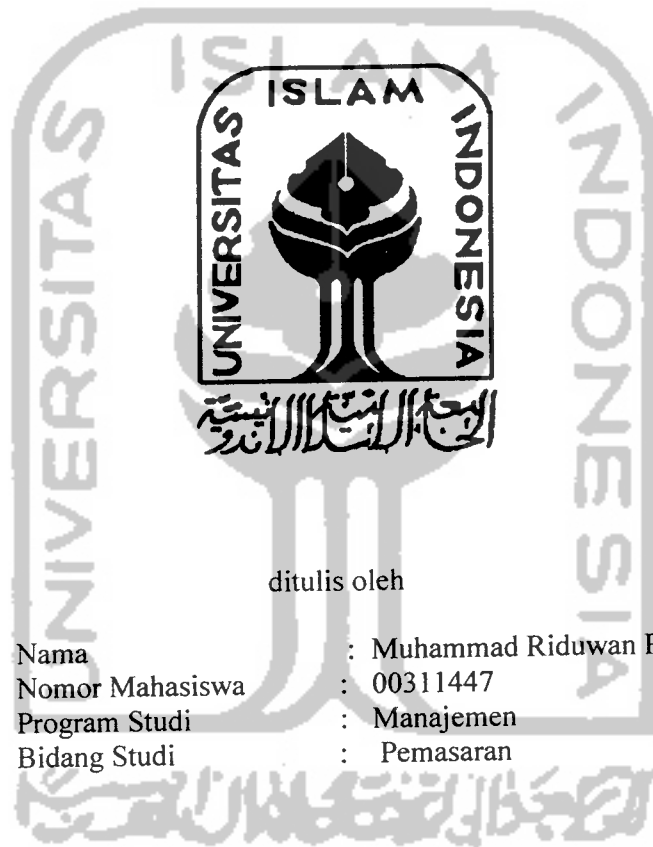 ISLAM
UNIVERSITAS
INDONESIA
ditulis oleh
Nama : Muhammad Riduwan
Nomor Mahasiswa : 00311447
Program Studi : Manajemen
Bidang Studi : Pemasaran